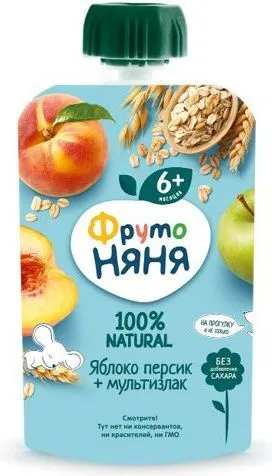 6+
МЕСЯЦЕВ
Фруто
НЯНЯ
100%
NATURAL
НА ПРОГУЛКУ
И НЕ ТОЛЬКО
Яблоко персик
+ мультизлак
БЕЗ
добавления
САХАРА
Смотрите!
Тут нет ни консервантов,
ни красителей, ни ГМО